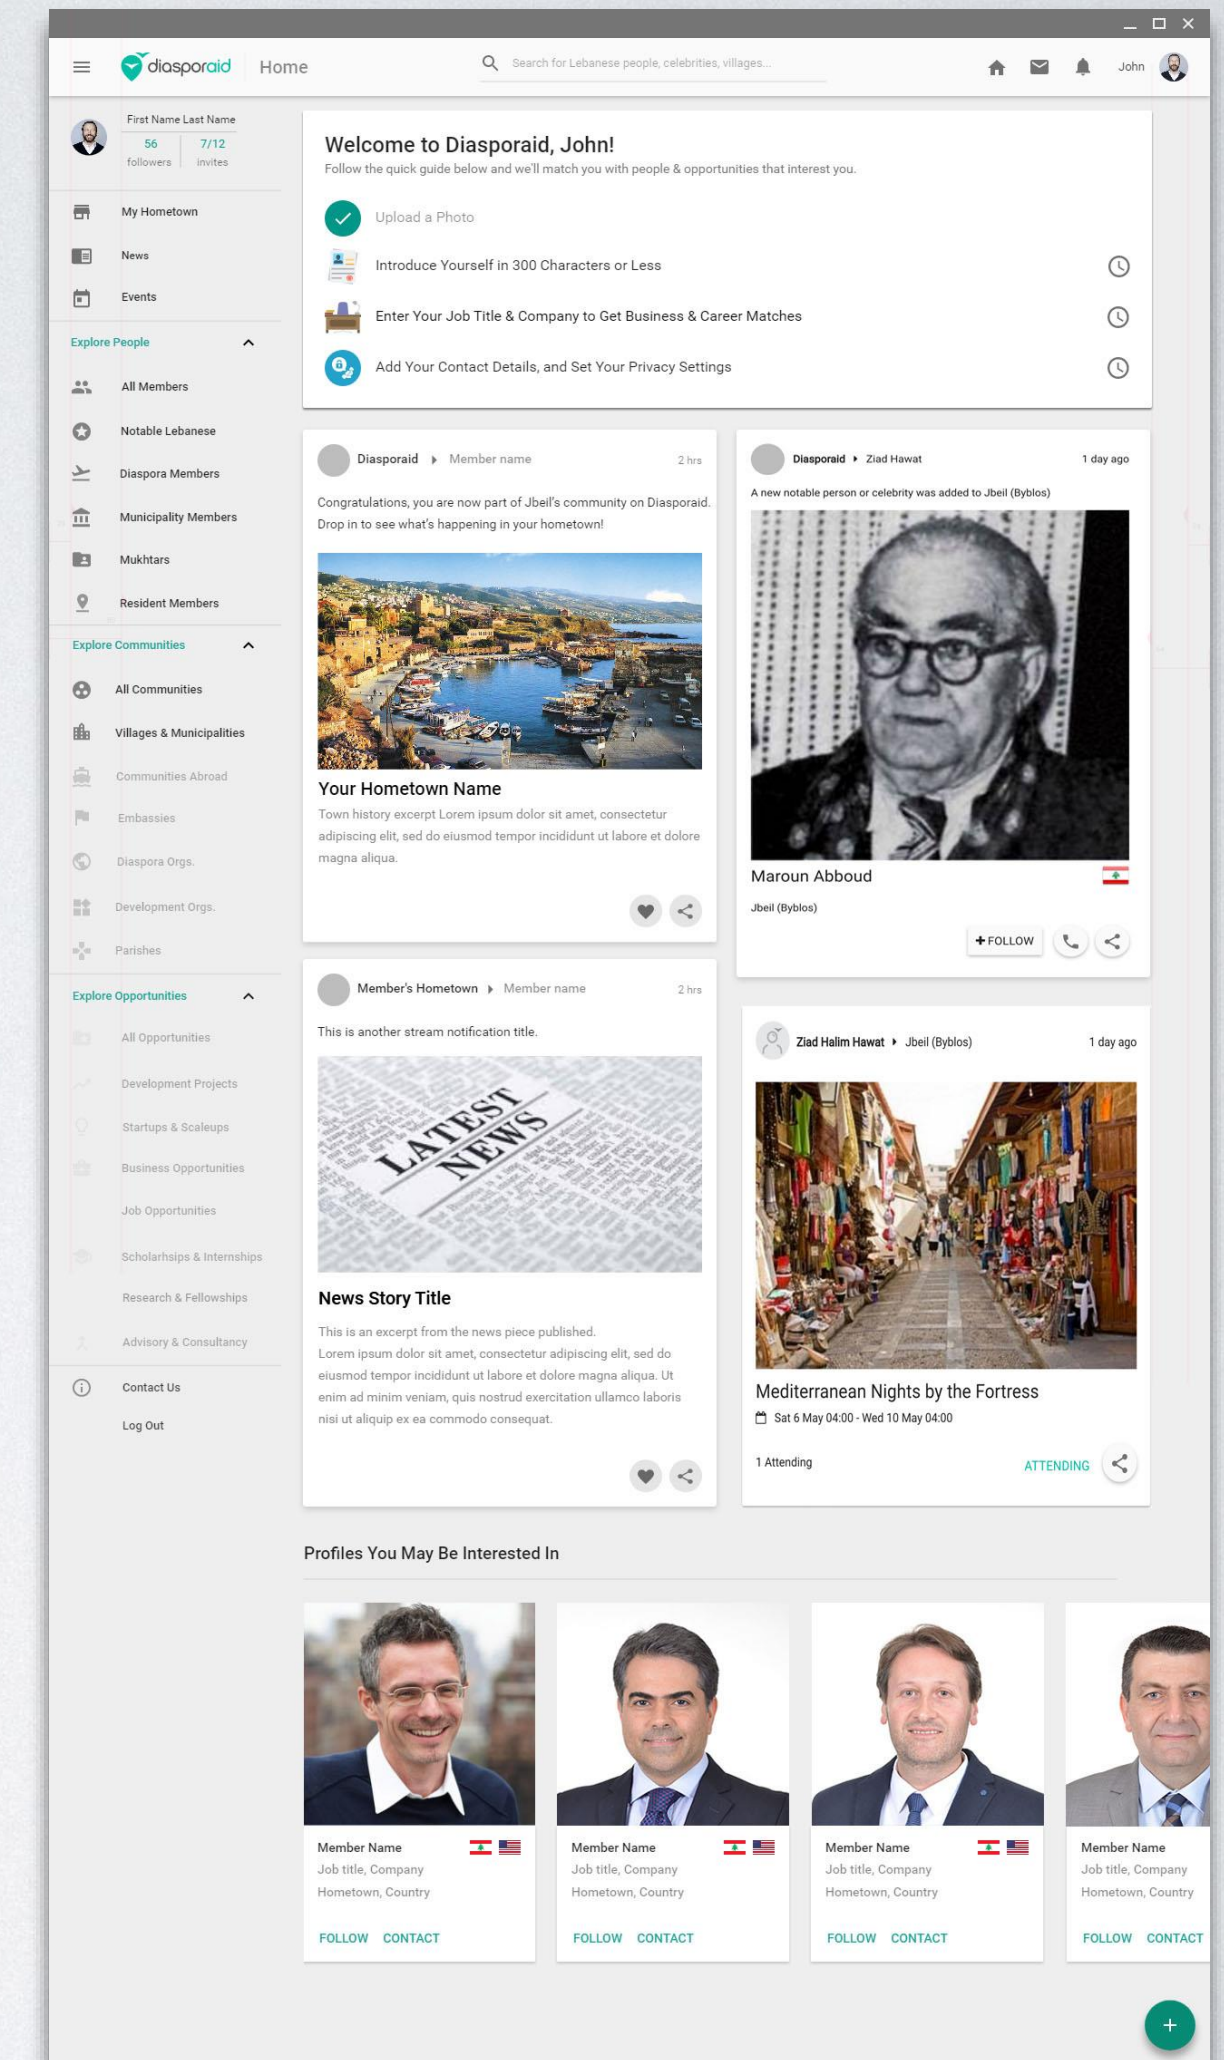 diasporaid
Home
Search for Lebanese people, celebrities, villages...
John
First Name Last Name
56
7/12
followers
invites
My Hometown
News
Events
Explore People
All Members
Notable Lebanese
Diaspora Members
Municipality Members
Mukhtars
Resident Members
Explore Communities
All Communities
Villages & Municipalities
Communities Abroad
Embassies
Diaspora Orgs.
Development Orgs.
Parishes
Explore Opportunities
All Opportunities
Development Projects
Startups & Scaleups
Business Opportunities
Job Opportunities
Scholarhsips & Internships
Research & Fellowships
Advisory & Consultancy
Contact Us
Log Out
Welcome to Diasporaid, John!
Follow the quick guide below and we'll match you with people & opportunities that interest you.
Upload a Photo
Introduce Yourself in 300 Characters or Less
Enter Your Job Title & Company to Get Business & Career Matches
Add Your Contact Details, and Set Your Privacy Settings
Diasporaid Member name 2 hrs
Congratulations, you are now part of Jbeil's community on Diasporaid.
Drop in to see what's happening in your hometown!
Your Hometown Name
Town history excerpt Lorem ipsum dolor sit amet, consectetur
adipiscing elit, sed do eiusmod tempor incididunt ut labore et dolore
magna aliqua.
Diasporaid Ziad Hawat 1 day ago
A new notable person or celebrity was added to Jbeil (Byblos)
Maroun Abboud
Jbeil (Byblos)
+FOLLOW
Member's Hometown Member name 2 hrs
This is another stream notification title.
LATEST
NEWS
News Story Title
This is an excerpt from the news piece published.
Lorem ipsum dolor sit amet, consectetur adipiscing elit, sed do
eiusmod tempor incididunt ut labore et dolore magna aliqua. Ut
enim ad minim veniam, quis nostrud exercitation ullamco laboris
nisi ut aliquip ex ea commodo consequat.
Ziad Halim Hawat Jbeil (Byblos) 1 day ago
Mediterranean Nights by the Fortress
Sat 6 May 04:00 - Wed 10 May 04:00
1 Attending
ATTENDING
Profiles You May Be Interested In
Member Name
Job title, Company
Hometown, Country
FOLLOW CONTACT
Member Name
Job title, Company
Hometown, Country
FOLLOW CONTACT
Member Name
Job title, Company
Hometown, Country
FOLLOW CONTACT
Member Name
Job title, Company
Hometown, Country
FOLLOW CONTACT